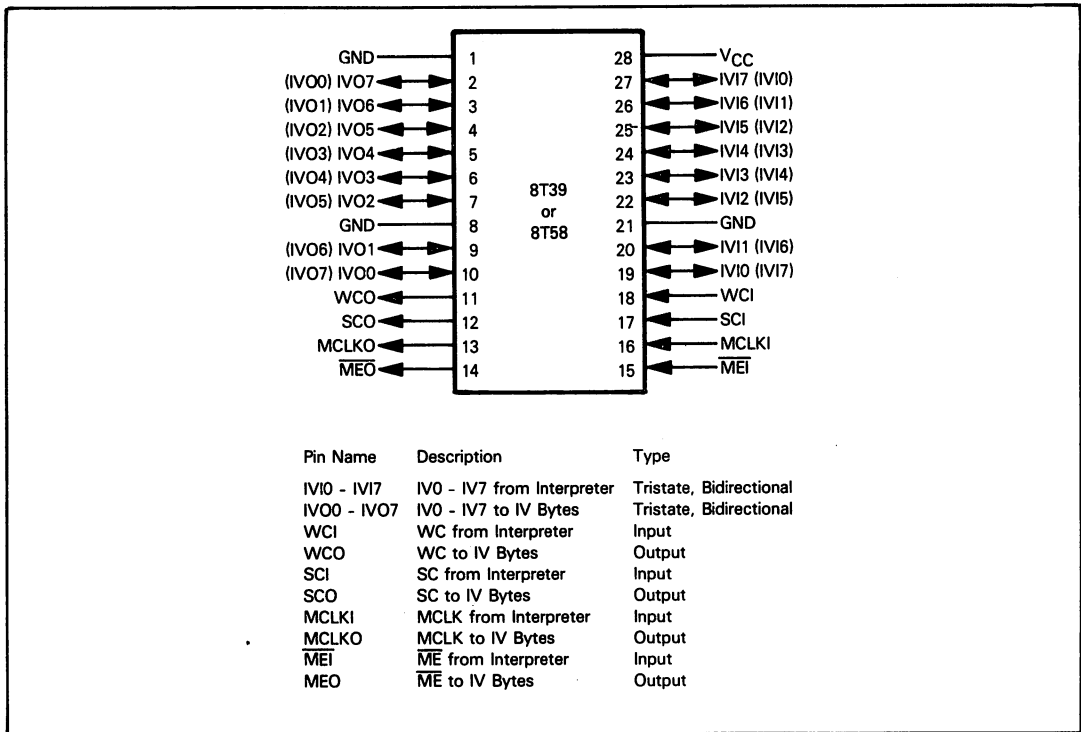 GND 1 28 VCC
(IVO0) IVO7 2 27 IVI7 (IVI0)
(IVO1) IVO6 3 26 IVI6 (IVI1)
(IVO2) IVO5 4 25 IVI5 (IVI2)
(IVO3) IVO4 5 24 IVI4 (IVI3)
(IVO4) IVO3 6 23 IVI3 (IVI4)
(IVO5) IVO2 7 22 IVI2 (IVI5)
8T39
or
8T58
GND 8 21 GND
(IVO6) IVO1 9 20 IVI1 (IVI6)
(IVO7) IVO0 10 19 IVI0 (IVI7)
WCO 11 18 WCI
SCO 12 17 SCI
MCLKO 13 16 MCLKI
M̅E̅O̅ 14 15 M̅E̅I̅
Pin Name Description Type
IVI0 - IVI7 IV0 - IV7 from Interpreter Tristate, Bidirectional
IVO0 - IVO7 IV0 - IV7 to IV Bytes Tristate, Bidirectional
WCI WC from Interpreter Input
WCO WC to IV Bytes Output
SCI SC from Interpreter Input
SCO SC to IV Bytes Output
MCLKI MCLK from Interpreter Input
MCLKO MCLK to IV Bytes Output
M̅E̅I̅ M̅E̅ from Interpreter Input
MEO M̅E̅ to IV Bytes Output